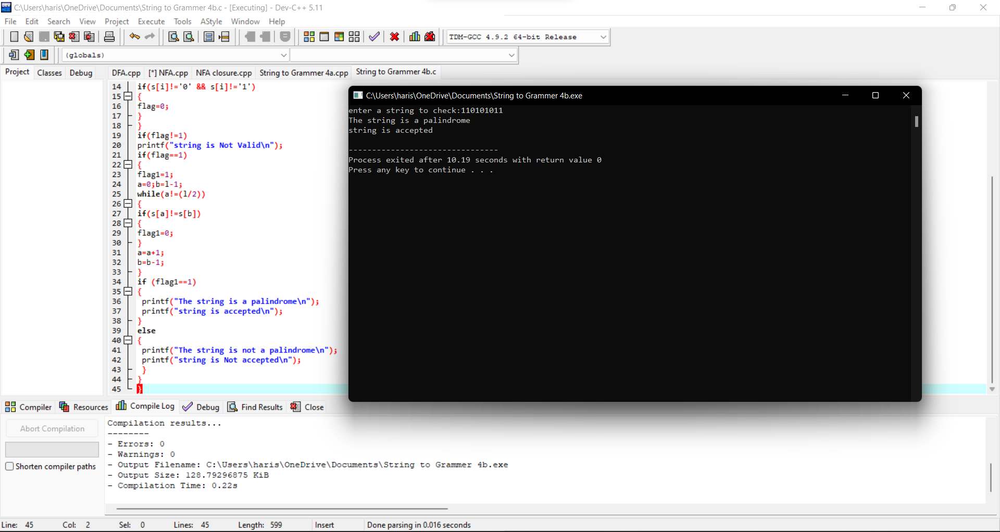 C:\Users\haris\OneDrive\Documents\String to Grammer 4b.c - [Executing] - Dev-C++ 5.11
File Edit Search View Project Execute Tools AStyle Window Help
TDM-GCC 4.9.2 64-bit Release
(globals)
Project Classes Debug
DFA.cpp [*] NFA.cpp NFA closure.cpp String to Grammer 4a.cpp String to Grammer 4b.c
14 if(s[i]!='0' && s[i]!='1')
15 {
16 flag=0;
17 }
18 }
19 if(flag!=1)
20 printf("string is Not Valid\n");
21 if(flag==1)
22 {
23 flag1=1;
24 a=0;b=l-1;
25 while(a!=(l/2))
26 {
27 if(s[a]!=s[b])
28 {
29 flag1=0;
30 }
31 a=a+1;
32 b=b-1;
33 }
34 if (flag1==1)
35 {
36 printf("The string is a palindrome\n");
37 printf("string is accepted\n");
38 }
39 else
40 {
41 printf("The string is not a palindrome\n");
42 printf("string is Not accepted\n");
43 }
44 }
45 }
C:\Users\haris\OneDrive\Documents\String to Grammer 4b.exe
enter a string to check:110101011
The string is a palindrome
string is accepted
--------------------------------
Process exited after 10.19 seconds with return value 0
Press any key to continue . . .
Compiler Resources Compile Log Debug Find Results Close
Abort Compilation
Shorten compiler paths
Compilation results...
--------
- Errors: 0
- Warnings: 0
- Output Filename: C:\Users\haris\OneDrive\Documents\String to Grammer 4b.exe
- Output Size: 128.79296875 KiB
- Compilation Time: 0.22s
Line: 45 Col: 2 Sel: 0 Lines: 45 Length: 599 Insert Done parsing in 0.016 seconds